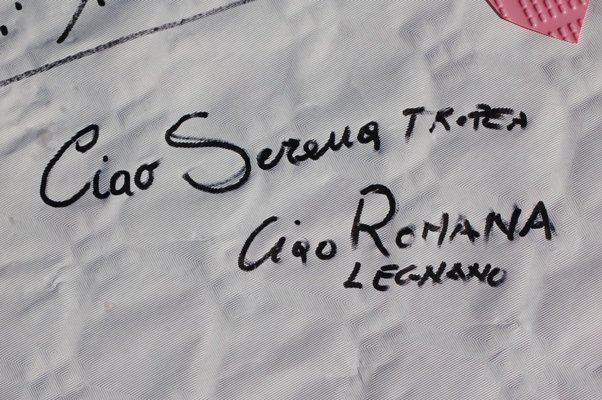 Ciao Serena TROPEA
Ciao ROMANA
LEGNANO